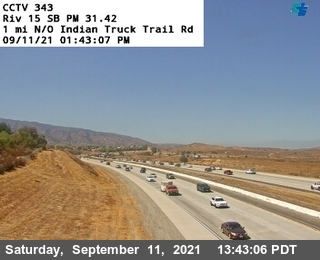 CCTV 343
Riv 15 SB PM 31.42
1 mi N/O Indian Truck Trail Rd
09/11/21 01:43:07 PM
Saturday, September 11, 2021 13:43:06 PDT